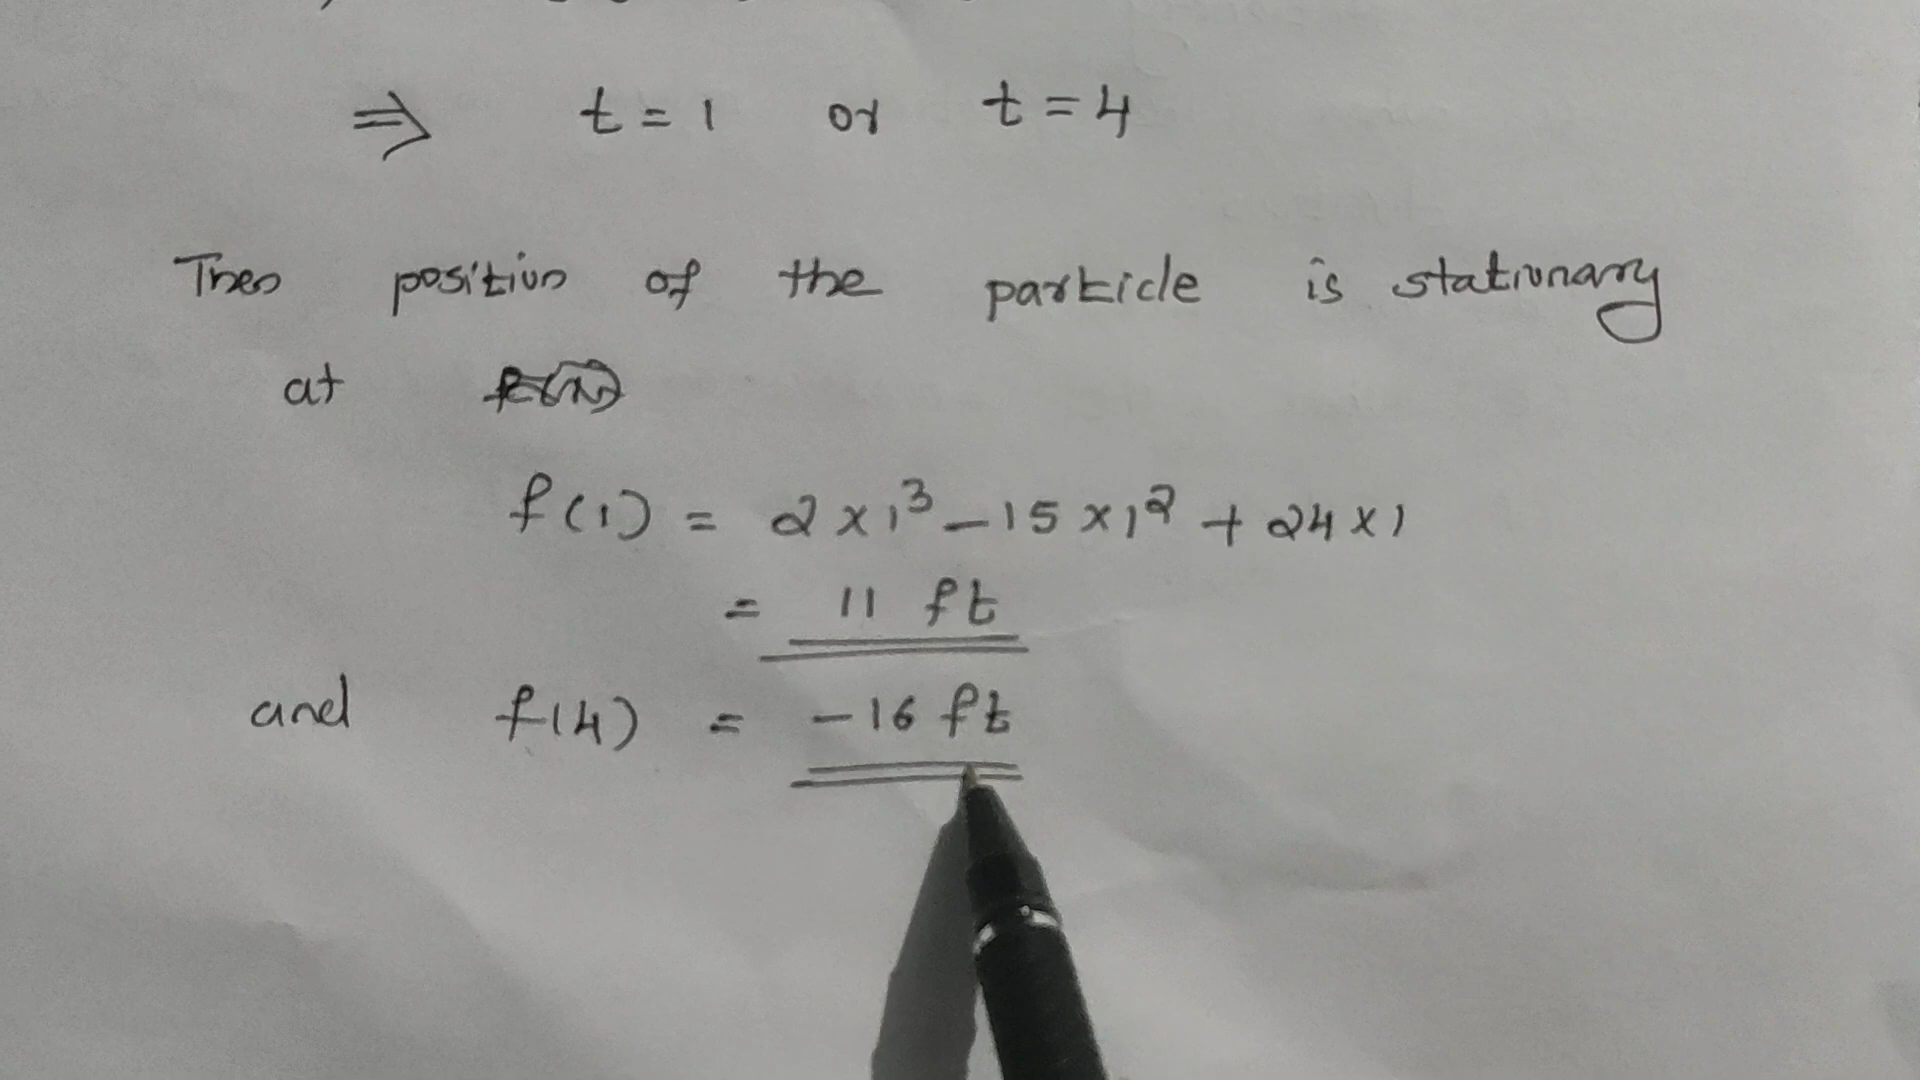 ⇒ t = 1 or t = 4
Then position of the particle is stationary
at
f(1) = 2×1³ - 15×1² + 24×1
= 11 ft
and f(4) = -16 ft